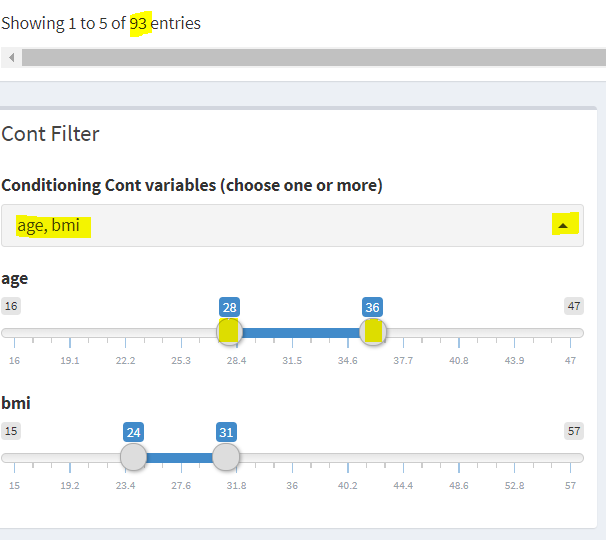 Showing 1 to 5 of 93 entries
Cont Filter
Conditioning Cont variables (choose one or more)
age, bmi
age
16 28 36 47
16 19.1 22.2 25.3 28.4 31.5 34.6 37.7 40.8 43.9 47
bmi
15 24 31 57
15 19.2 23.4 27.6 31.8 36 40.2 44.4 48.6 52.8 57